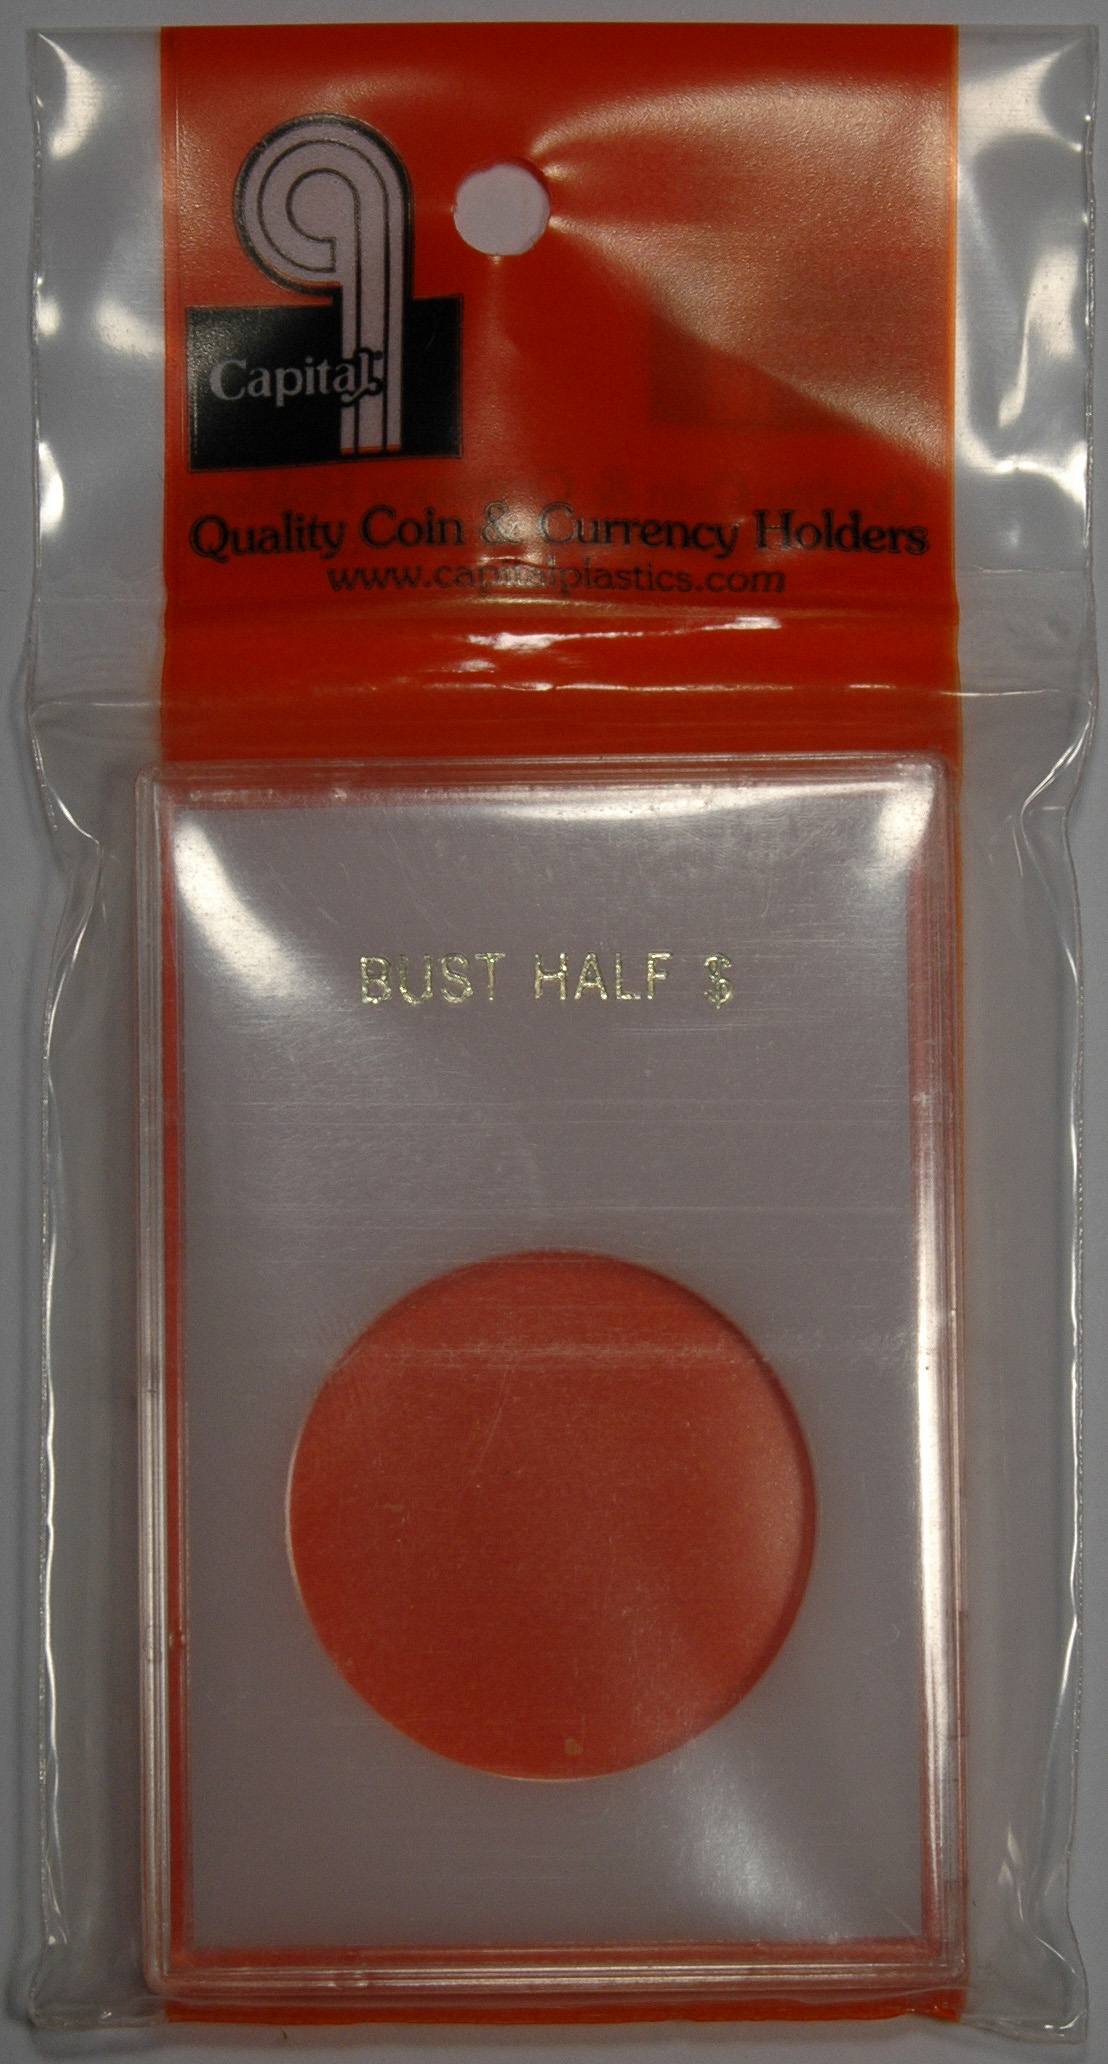 Capital
Quality Coin & Currency Holders
www.capitalplastics.com
BUST HALF $